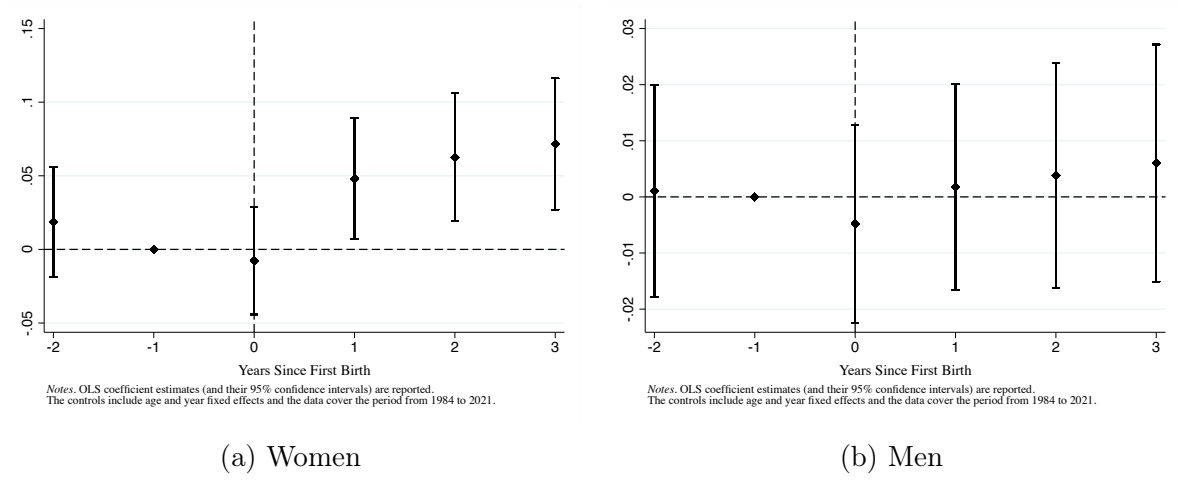 .15
.1
.05
0
-.05
-2
-1
0
1
2
3
Years Since First Birth
Notes. OLS coefficient estimates (and their 95% confidence intervals) are reported.
The controls include age and year fixed effects and the data cover the period from 1984 to 2021.
(a) Women
.03
.02
.01
0
-.01
-.02
-2
-1
0
1
2
3
Years Since First Birth
Notes. OLS coefficient estimates (and their 95% confidence intervals) are reported.
The controls include age and year fixed effects and the data cover the period from 1984 to 2021.
(b) Men